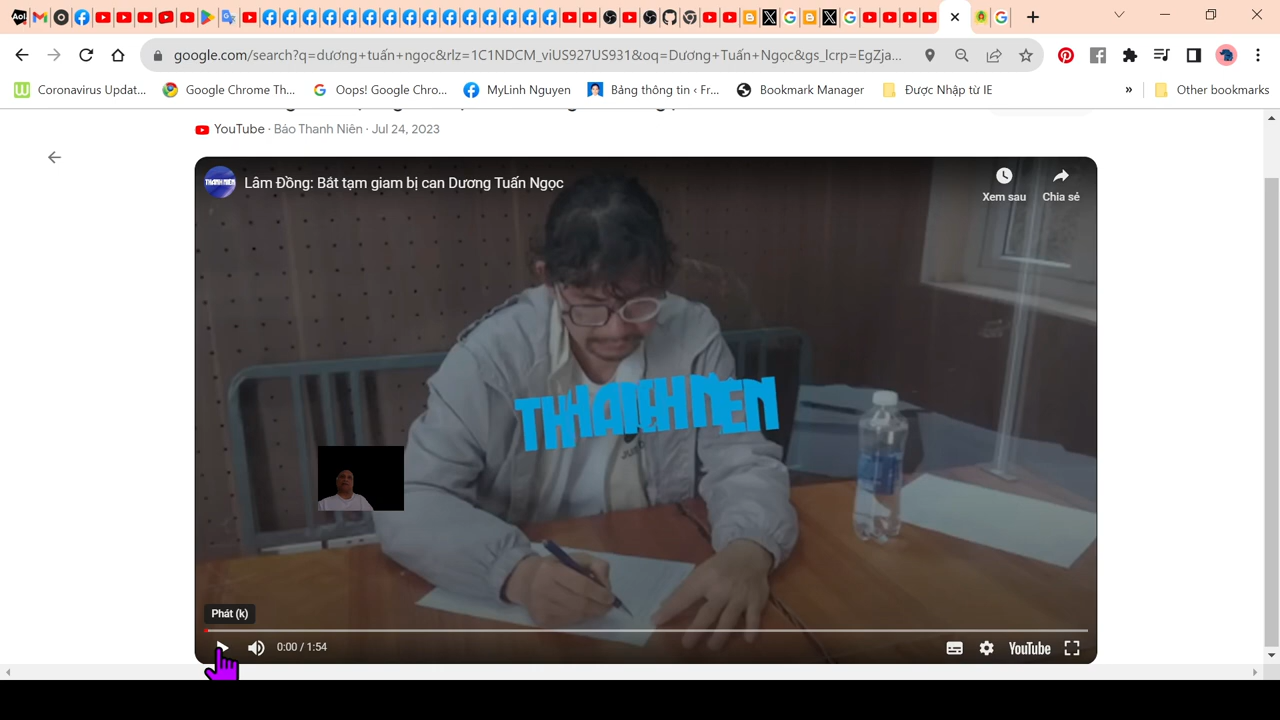 Aol
google.com/search?q=dương+tuấn+ngọc&rlz=1C1NDCM_viUS927US931&oq=Dương+Tuấn+Ngọc&gs_lcrp=EgZja...
Coronavirus Updat... Google Chrome Th... Oops! Google Chro... MyLinh Nguyen Bảng thông tin ‹ Fr... Bookmark Manager Được Nhập từ IE » Other bookmarks
YouTube · Báo Thanh Niên · Jul 24, 2023
THANH NIÊN Lâm Đồng: Bắt tạm giam bị can Dương Tuấn Ngọc
Xem sau Chia sẻ
Phát (k)
0:00 / 1:54 YouTube